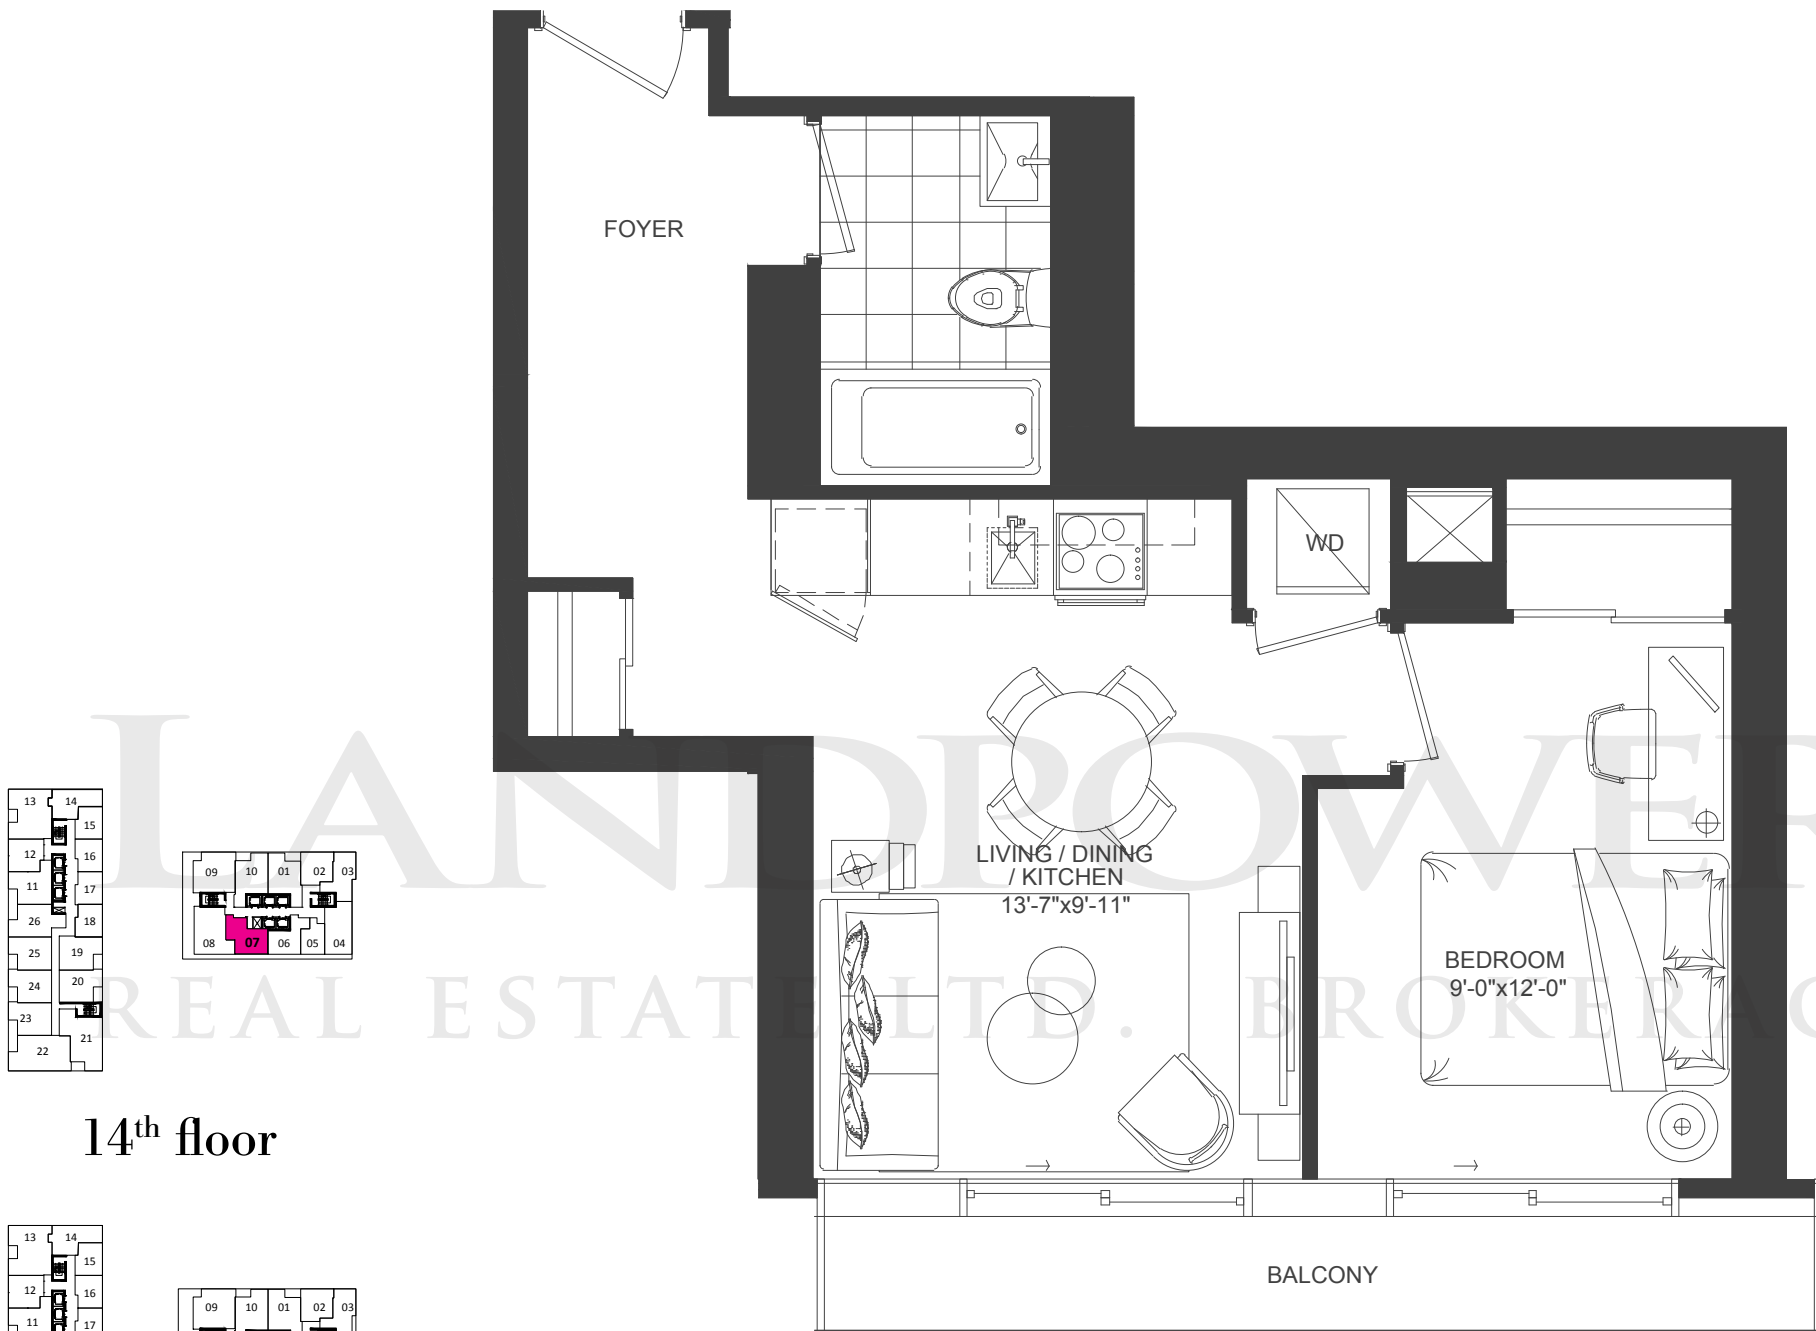 FOYER
WD
LIVING / DINING
/ KITCHEN
13'-7"x9'-11"
BEDROOM
9'-0"x12'-0"
BALCONY
LANDPOWER
REAL ESTATE LTD. BROKERAG
13 14
15
12 16
11 17
26 18
25 19
24 20
23 21
22
09 10 01 02 03
08 07 06 05 04
14th floor
13 14
15
12 16
11 17
09 10 01 02 03